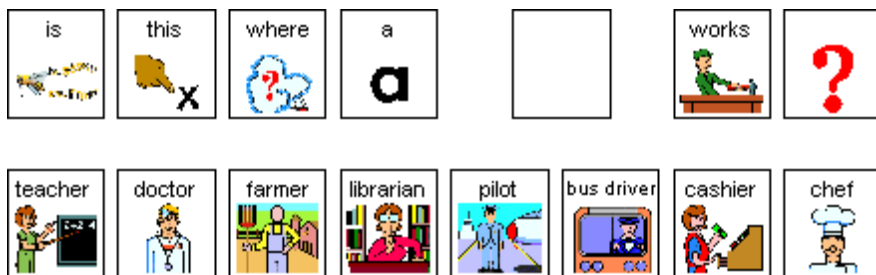 is this where a works ?
teacher doctor farmer librarian pilot bus driver cashier chef